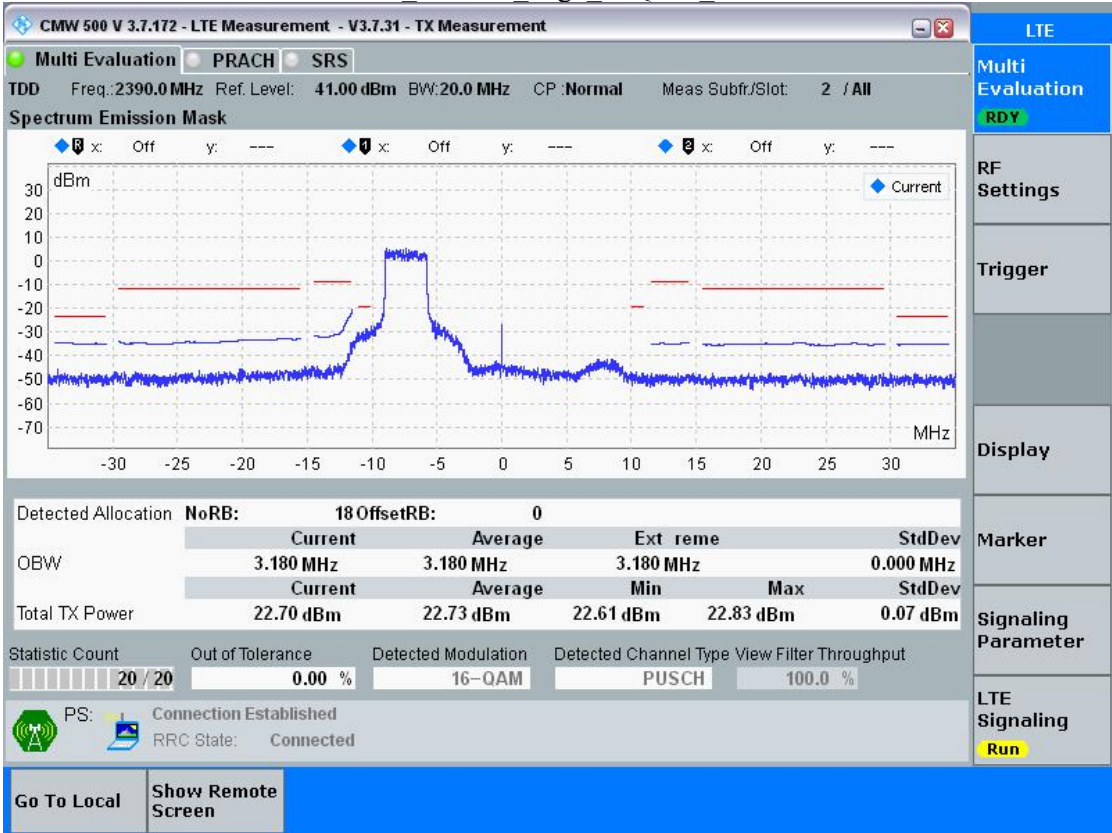 CMW 500 V 3.7.172 - LTE Measurement - V3.7.31 - TX Measurement
LTE
Multi Evaluation PRACH SRS
TDD Freq.:2390.0 MHz Ref. Level: 41.00 dBm BW:20.0 MHz CP :Normal Meas Subfr./Slot: 2 / All
Spectrum Emission Mask
R x: Off y: --- 1 x: Off y: --- 2 x: Off y: ---
dBm
Current
30
20
10
0
-10
-20
-30
-40
-50
-60
-70
MHz
-30 -25 -20 -15 -10 -5 0 5 10 15 20 25 30
Detected Allocation NoRB: 18 OffsetRB: 0
Current Average Ext reme StdDev
OBW 3.180 MHz 3.180 MHz 3.180 MHz 0.000 MHz
Current Average Min Max StdDev
Total TX Power 22.70 dBm 22.73 dBm 22.61 dBm 22.83 dBm 0.07 dBm
Statistic Count Out of Tolerance Detected Modulation Detected Channel Type View Filter Throughput
20 / 20 0.00 % 16-QAM PUSCH 100.0 %
PS: Connection Established
RRC State: Connected
Multi
Evaluation
RDY
RF
Settings
Trigger
Display
Marker
Signaling
Parameter
LTE
Signaling
Run
Go To Local
Show Remote
Screen